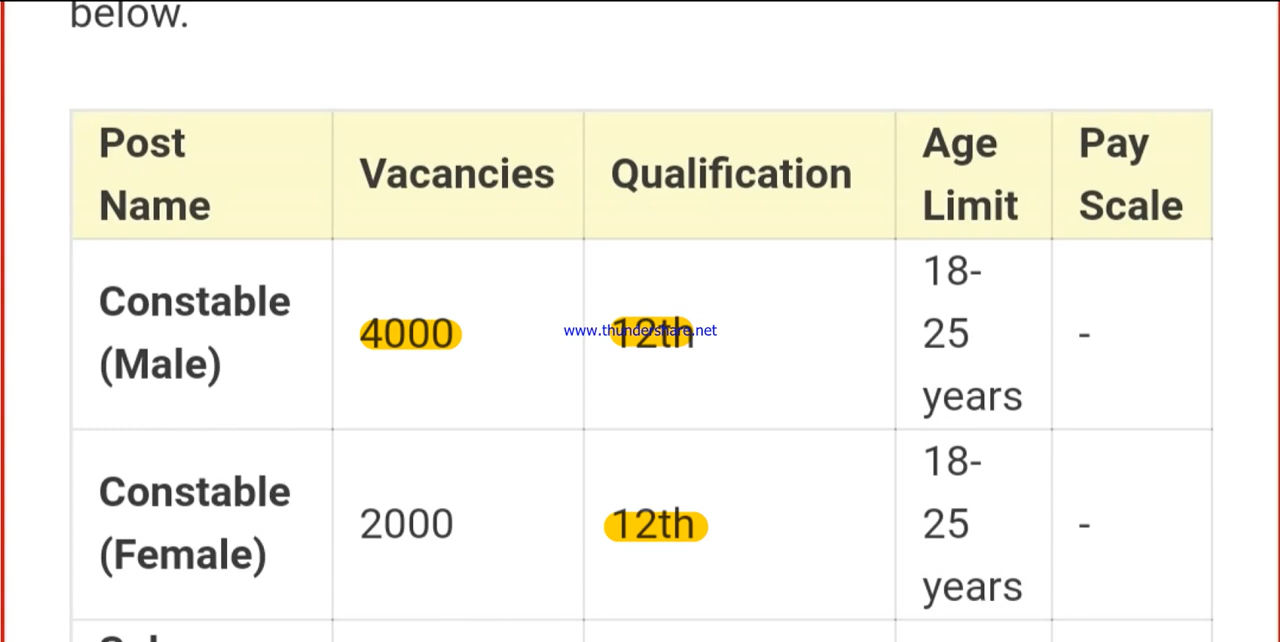 below.
Post Name
Vacancies
Qualification
Age Limit
Pay Scale
Constable (Male)
4000
12th
18-25 years
-
www.thundershare.net
Constable (Female)
2000
12th
18-25 years
-